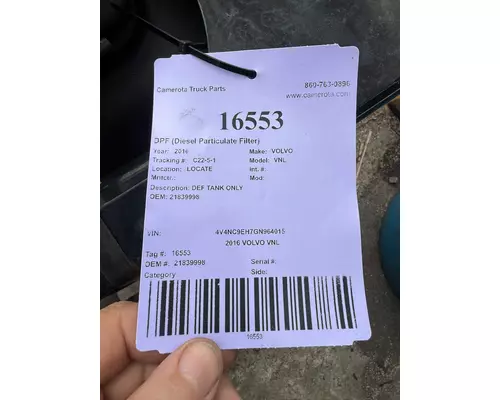 Camerota Truck Parts 860-763-0896
www.camerota.com
16553
DPF (Diesel Particulate Filter)
Year: 2016 Make: VOLVO
Tracking #: C22-5-1 Model: VNL
Location: LOCATE Int. #:
Mod:
Description: DEF TANK ONLY
OEM: 21839998
VIN: 4V4NC9EH7GN964015
2016 VOLVO VNL
Tag #: 16553 Serial #:
OEM #: 21839998 Side:
Category
16553